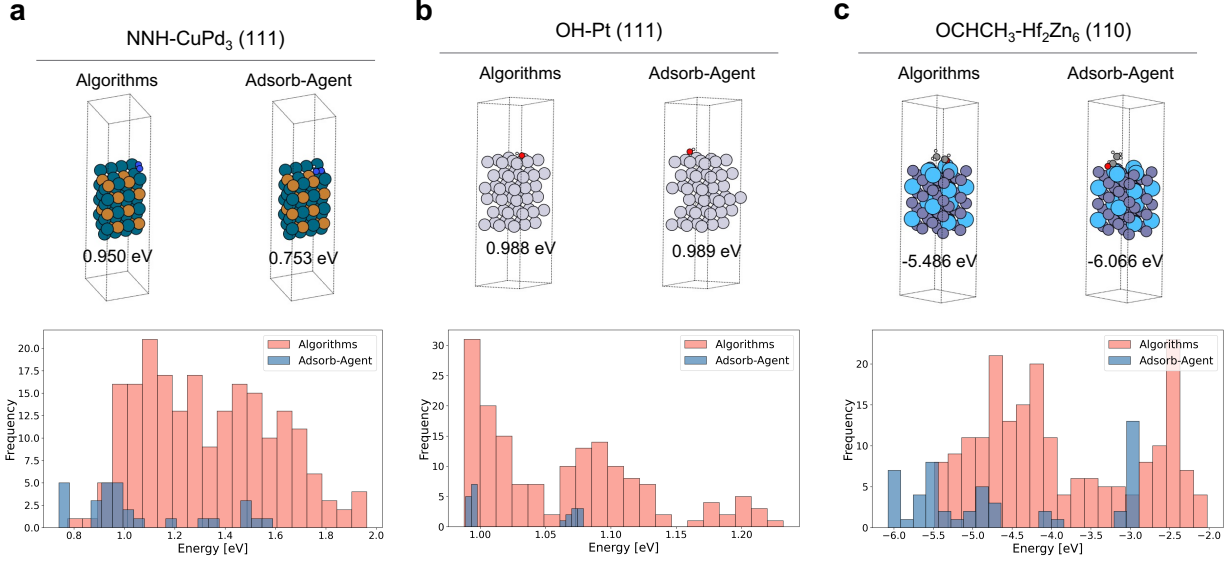 a
NNH-CuPd₃ (111)
Algorithms
Adsorb-Agent
0.950 eV
0.753 eV
Algorithms
Adsorb-Agent
Frequency
20.0
17.5
15.0
12.5
10.0
7.5
5.0
2.5
0.0
0.8
1.0
1.2
1.4
1.6
1.8
2.0
Energy [eV]
b
OH-Pt (111)
Algorithms
Adsorb-Agent
0.988 eV
0.989 eV
Algorithms
Adsorb-Agent
Frequency
30
25
20
15
10
5
0
1.00
1.05
1.10
1.15
1.20
Energy [eV]
c
OCHCH₃-Hf₂Zn₆ (110)
Algorithms
Adsorb-Agent
-5.486 eV
-6.066 eV
Algorithms
Adsorb-Agent
Frequency
20
15
10
5
0
−6.0
−5.5
−5.0
−4.5
−4.0
−3.5
−3.0
−2.5
−2.0
Energy [eV]